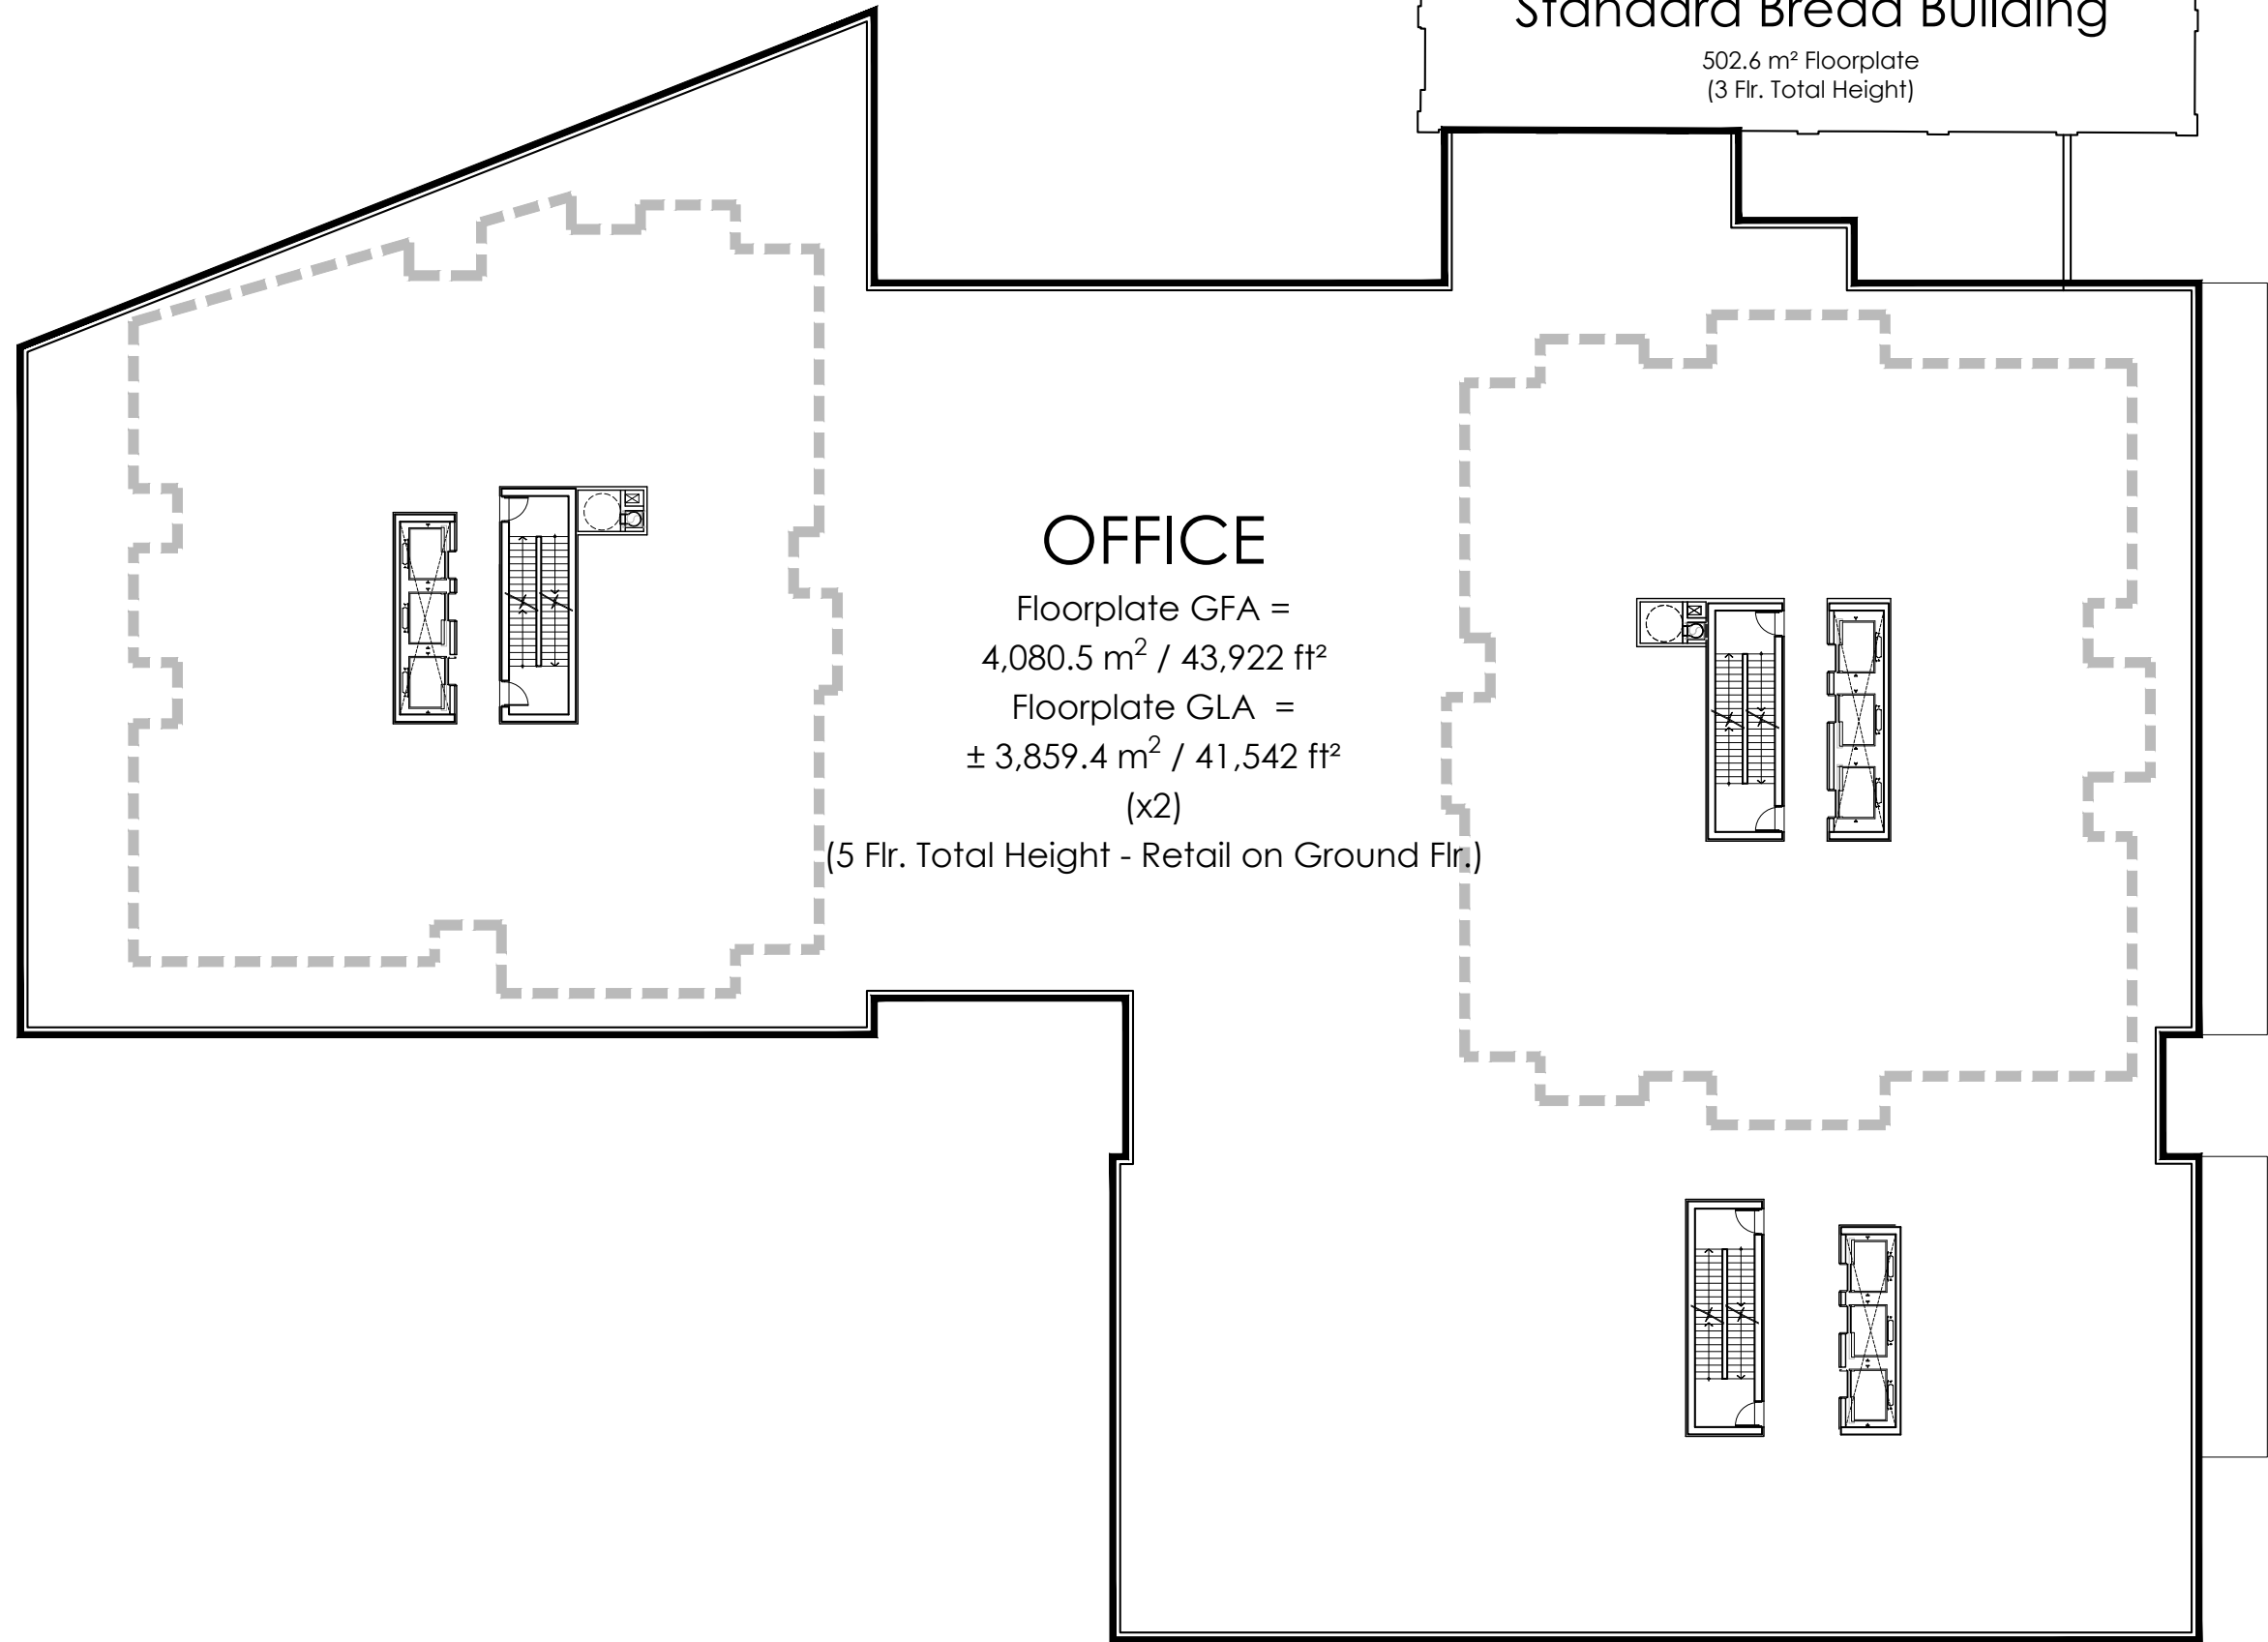 Standard Bread Building
502.6 m² Floorplate
(3 Flr. Total Height)
OFFICE
Floorplate GFA =
4,080.5 m² / 43,922 ft²
Floorplate GLA =
± 3,859.4 m² / 41,542 ft²
(x2)
(5 Flr. Total Height - Retail on Ground Flr.)